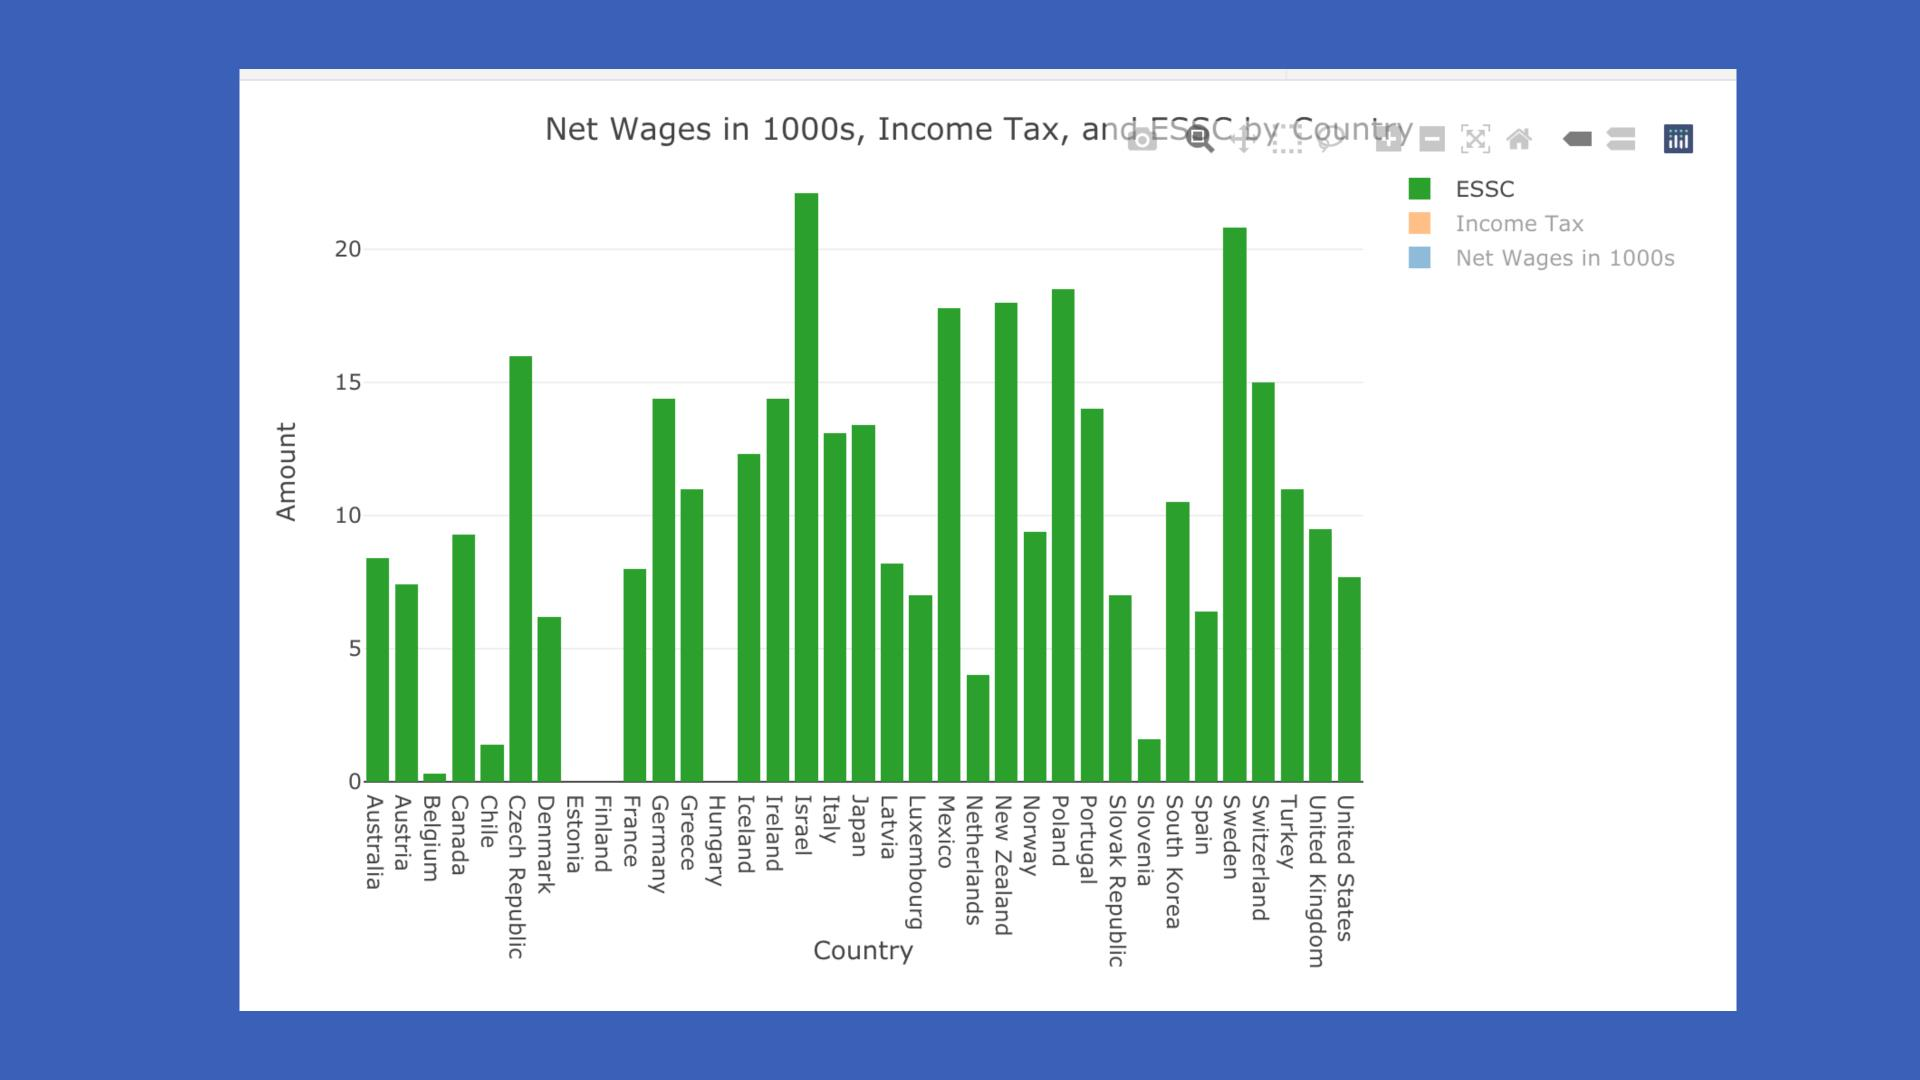 Net Wages in 1000s, Income Tax, and ESSC by Country
ESSC
Income Tax
Net Wages in 1000s
20
15
10
5
0
Amount
Australia
Austria
Belgium
Canada
Chile
Czech Republic
Denmark
Estonia
Finland
France
Germany
Greece
Hungary
Iceland
Ireland
Israel
Italy
Japan
Latvia
Luxembourg
Mexico
Netherlands
New Zealand
Norway
Poland
Portugal
Slovak Republic
Slovenia
South Korea
Spain
Sweden
Switzerland
Turkey
United Kingdom
United States
Country